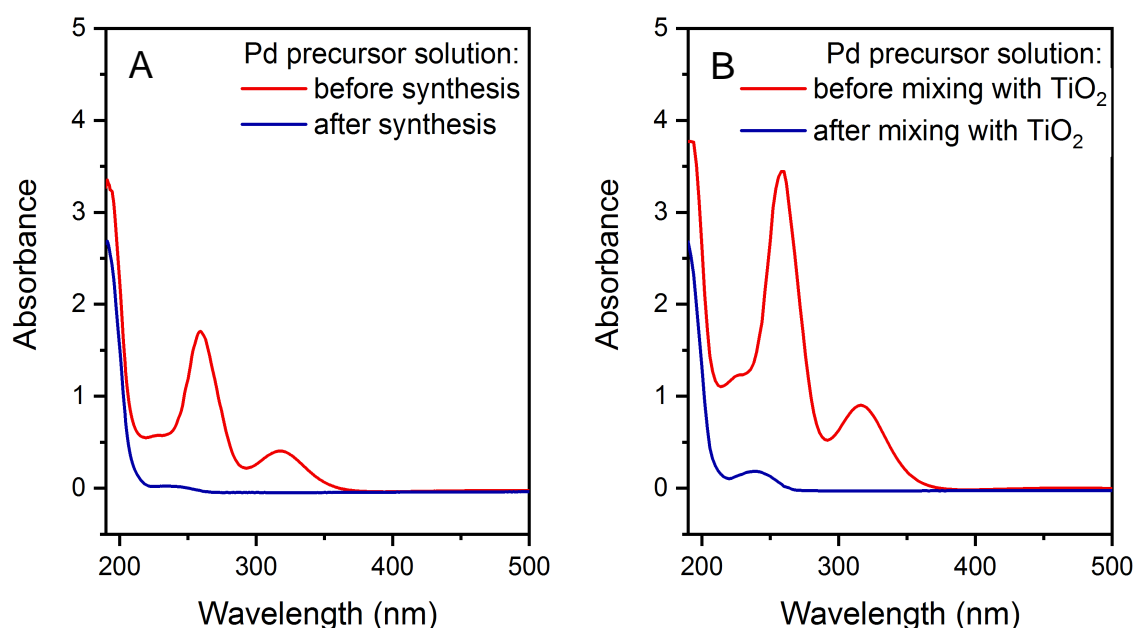 A
Pd precursor solution:
before synthesis
after synthesis
5
4
3
2
1
0
Absorbance
200
300
400
500
Wavelength (nm)
B
Pd precursor solution:
before mixing with TiO₂
after mixing with TiO₂
5
4
3
2
1
0
Absorbance
200
300
400
500
Wavelength (nm)